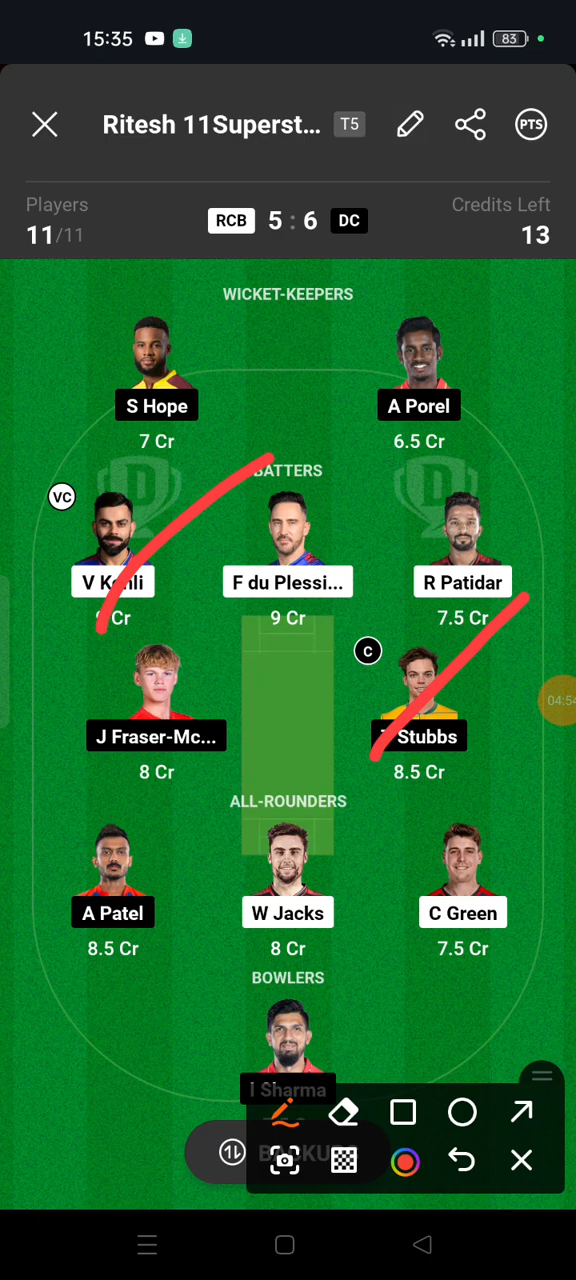 15:35
83
Ritesh 11Superst...
T5
PTS
Players
11/11
RCB 5 : 6 DC
Credits Left
13
WICKET-KEEPERS
S Hope
A Porel
7 Cr
6.5 Cr
BATTERS
VC
V Kohli
F du Plessi...
R Patidar
9 Cr
7.5 Cr
C
J Fraser-Mc...
Stubbs
8 Cr
8.5 Cr
04:54
ALL-ROUNDERS
A Patel
W Jacks
C Green
8.5 Cr
8 Cr
7.5 Cr
BOWLERS
I Sharma
BACKUPS